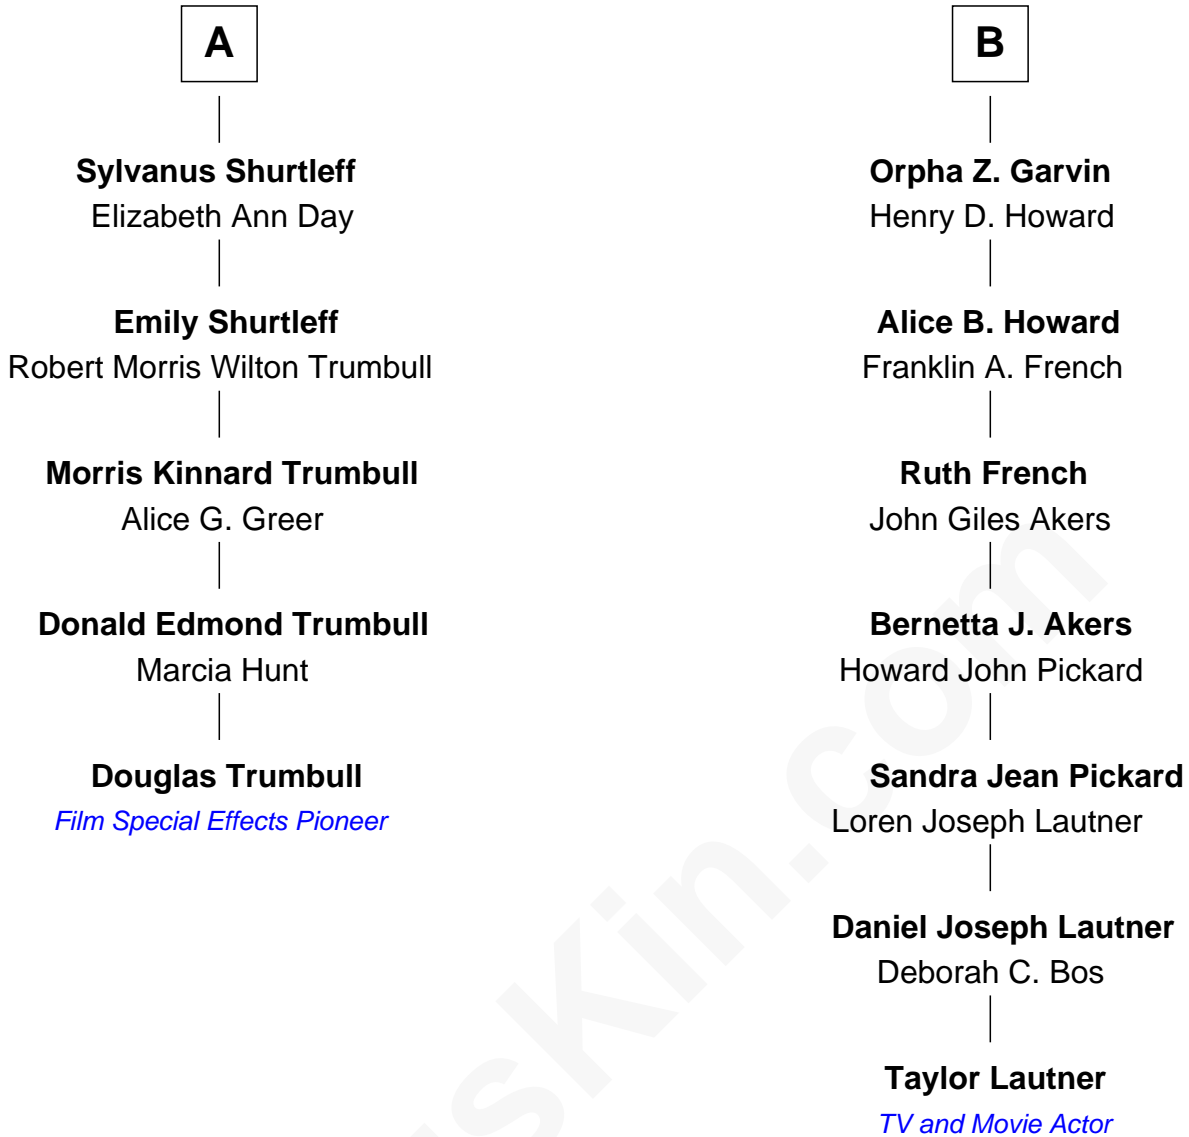 A
Sylvanus Shurtleff
Elizabeth Ann Day
Emily Shurtleff
Robert Morris Wilton Trumbull
Morris Kinnard Trumbull
Alice G. Greer
Donald Edmond Trumbull
Marcia Hunt
Douglas Trumbull
Film Special Effects Pioneer
B
Orpha Z. Garvin
Henry D. Howard
Alice B. Howard
Franklin A. French
Ruth French
John Giles Akers
Bernetta J. Akers
Howard John Pickard
Sandra Jean Pickard
Loren Joseph Lautner
Daniel Joseph Lautner
Deborah C. Bos
Taylor Lautner
TV and Movie Actor
usKin.com